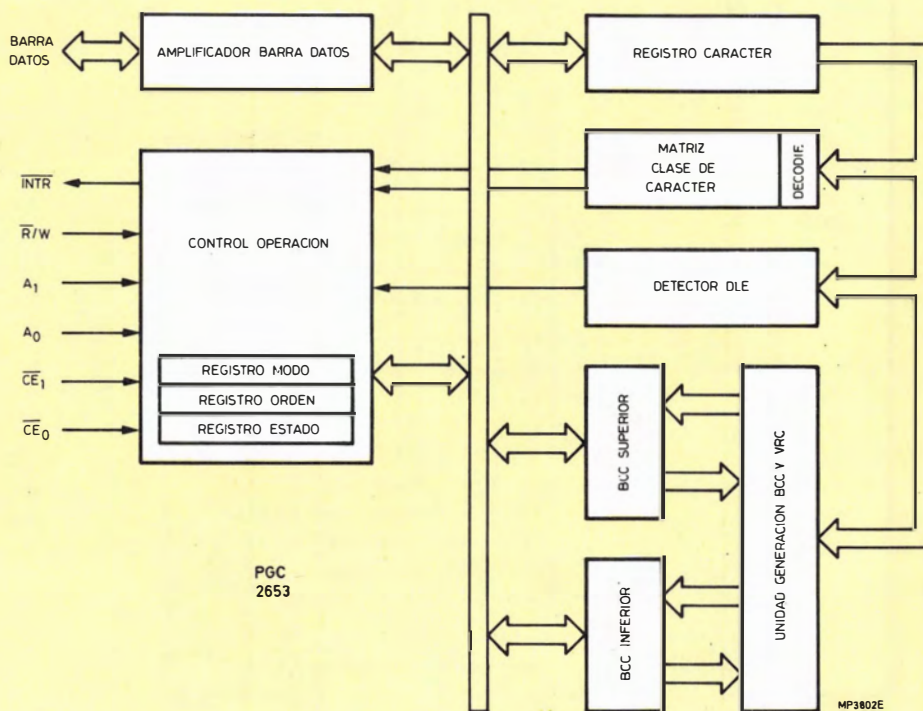 BARRA
DATOS
AMPLIFICADOR BARRA DATOS
REGISTRO CARACTER
MATRIZ
CLASE DE
CARACTER
DECODIF.
INTR
R/W
A1
A0
CE1
CE0
CONTROL OPERACION
REGISTRO MODO
REGISTRO ORDEN
REGISTRO ESTADO
DETECTOR DLE
BCC SUPERIOR
BCC INFERIOR
UNIDAD GENERACION BCC Y VRC
PGC
2653
MP3802E